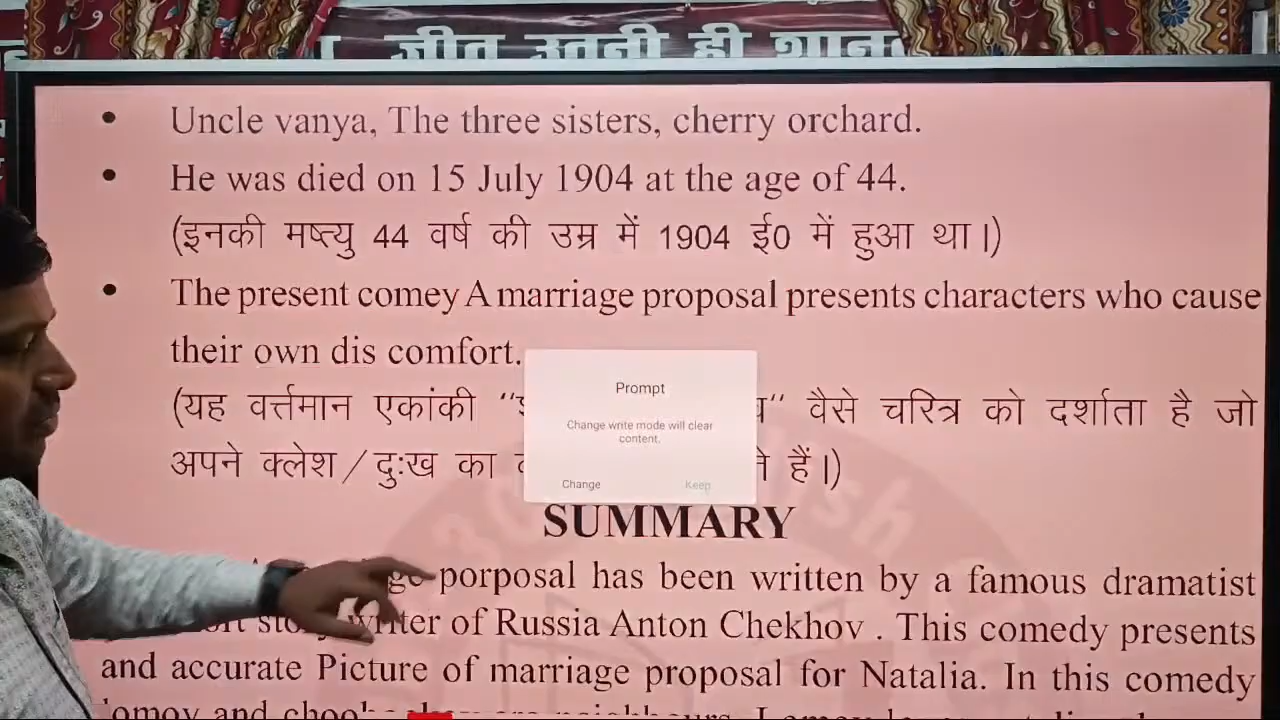 जीत उतनी ही शान
• Uncle vanya, The three sisters, cherry orchard.
• He was died on 15 July 1904 at the age of 44.
(इनकी मष्त्यु 44 वर्ष की उम्र में 1904 ई0 में हुआ था।)
• The present comey A marriage proposal presents characters who cause
their own dis comfort.
(यह वर्त्तमान एकांकी “ ” वैसे चरित्र को दर्शाता है जो
अपने क्लेश/दुःख का हैं।)
Prompt
Change write mode will clear
content.
Change Keep
SUMMARY
porposal has been written by a famous dramatist
writer of Russia Anton Chekhov . This comedy presents
and accurate Picture of marriage proposal for Natalia. In this comedy
and